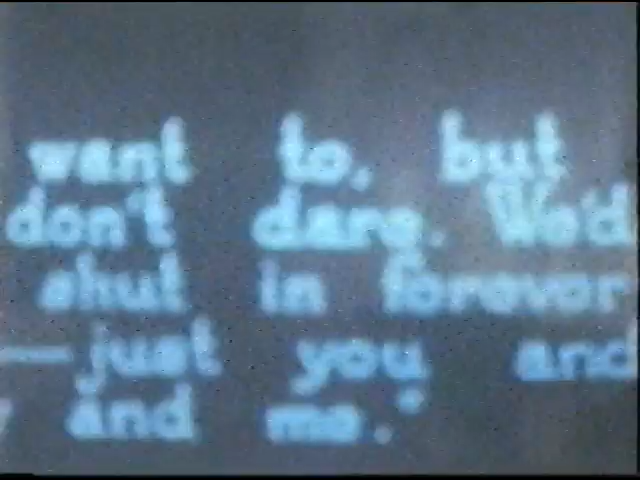 want to, but
don't dare. We'd
shut in forever
—just you and
and me."